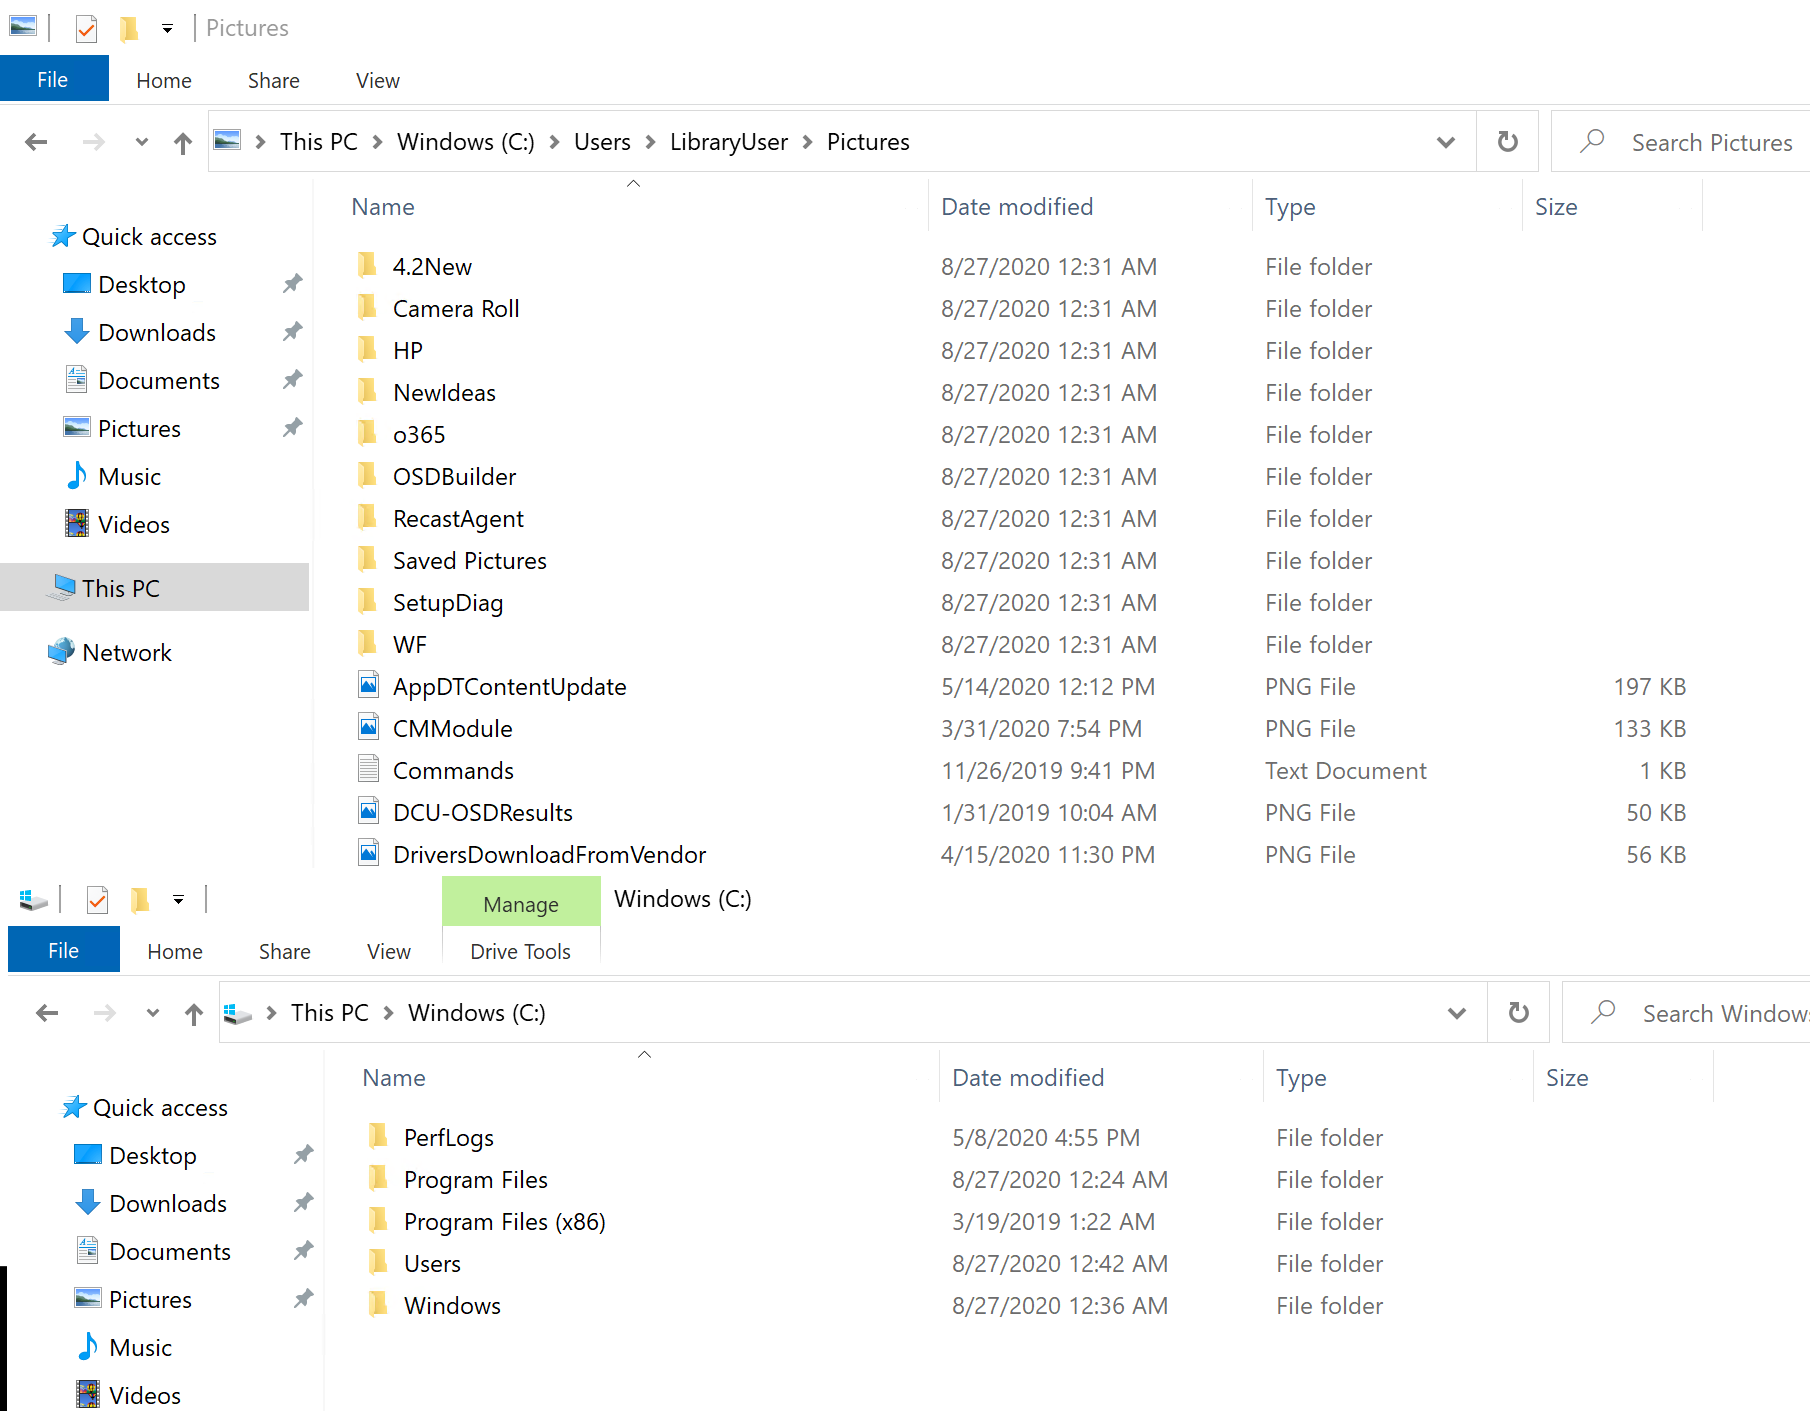 Pictures
File Home Share View
This PC Windows (C:) Users LibraryUser Pictures Search Pictures
Name Date modified Type Size
Quick access
Desktop
Downloads
Documents
Pictures
Music
Videos
This PC
Network
4.2New 8/27/2020 12:31 AM File folder
Camera Roll 8/27/2020 12:31 AM File folder
HP 8/27/2020 12:31 AM File folder
NewIdeas 8/27/2020 12:31 AM File folder
o365 8/27/2020 12:31 AM File folder
OSDBuilder 8/27/2020 12:31 AM File folder
RecastAgent 8/27/2020 12:31 AM File folder
Saved Pictures 8/27/2020 12:31 AM File folder
SetupDiag 8/27/2020 12:31 AM File folder
WF 8/27/2020 12:31 AM File folder
AppDTContentUpdate 5/14/2020 12:12 PM PNG File 197 KB
CMModule 3/31/2020 7:54 PM PNG File 133 KB
Commands 11/26/2019 9:41 PM Text Document 1 KB
DCU-OSDResults 1/31/2019 10:04 AM PNG File 50 KB
DriversDownloadFromVendor 4/15/2020 11:30 PM PNG File 56 KB
Manage Windows (C:)
File Home Share View Drive Tools
This PC Windows (C:) Search Windows
Name Date modified Type Size
Quick access
Desktop
Downloads
Documents
Pictures
Music
Videos
PerfLogs 5/8/2020 4:55 PM File folder
Program Files 8/27/2020 12:24 AM File folder
Program Files (x86) 3/19/2019 1:22 AM File folder
Users 8/27/2020 12:42 AM File folder
Windows 8/27/2020 12:36 AM File folder